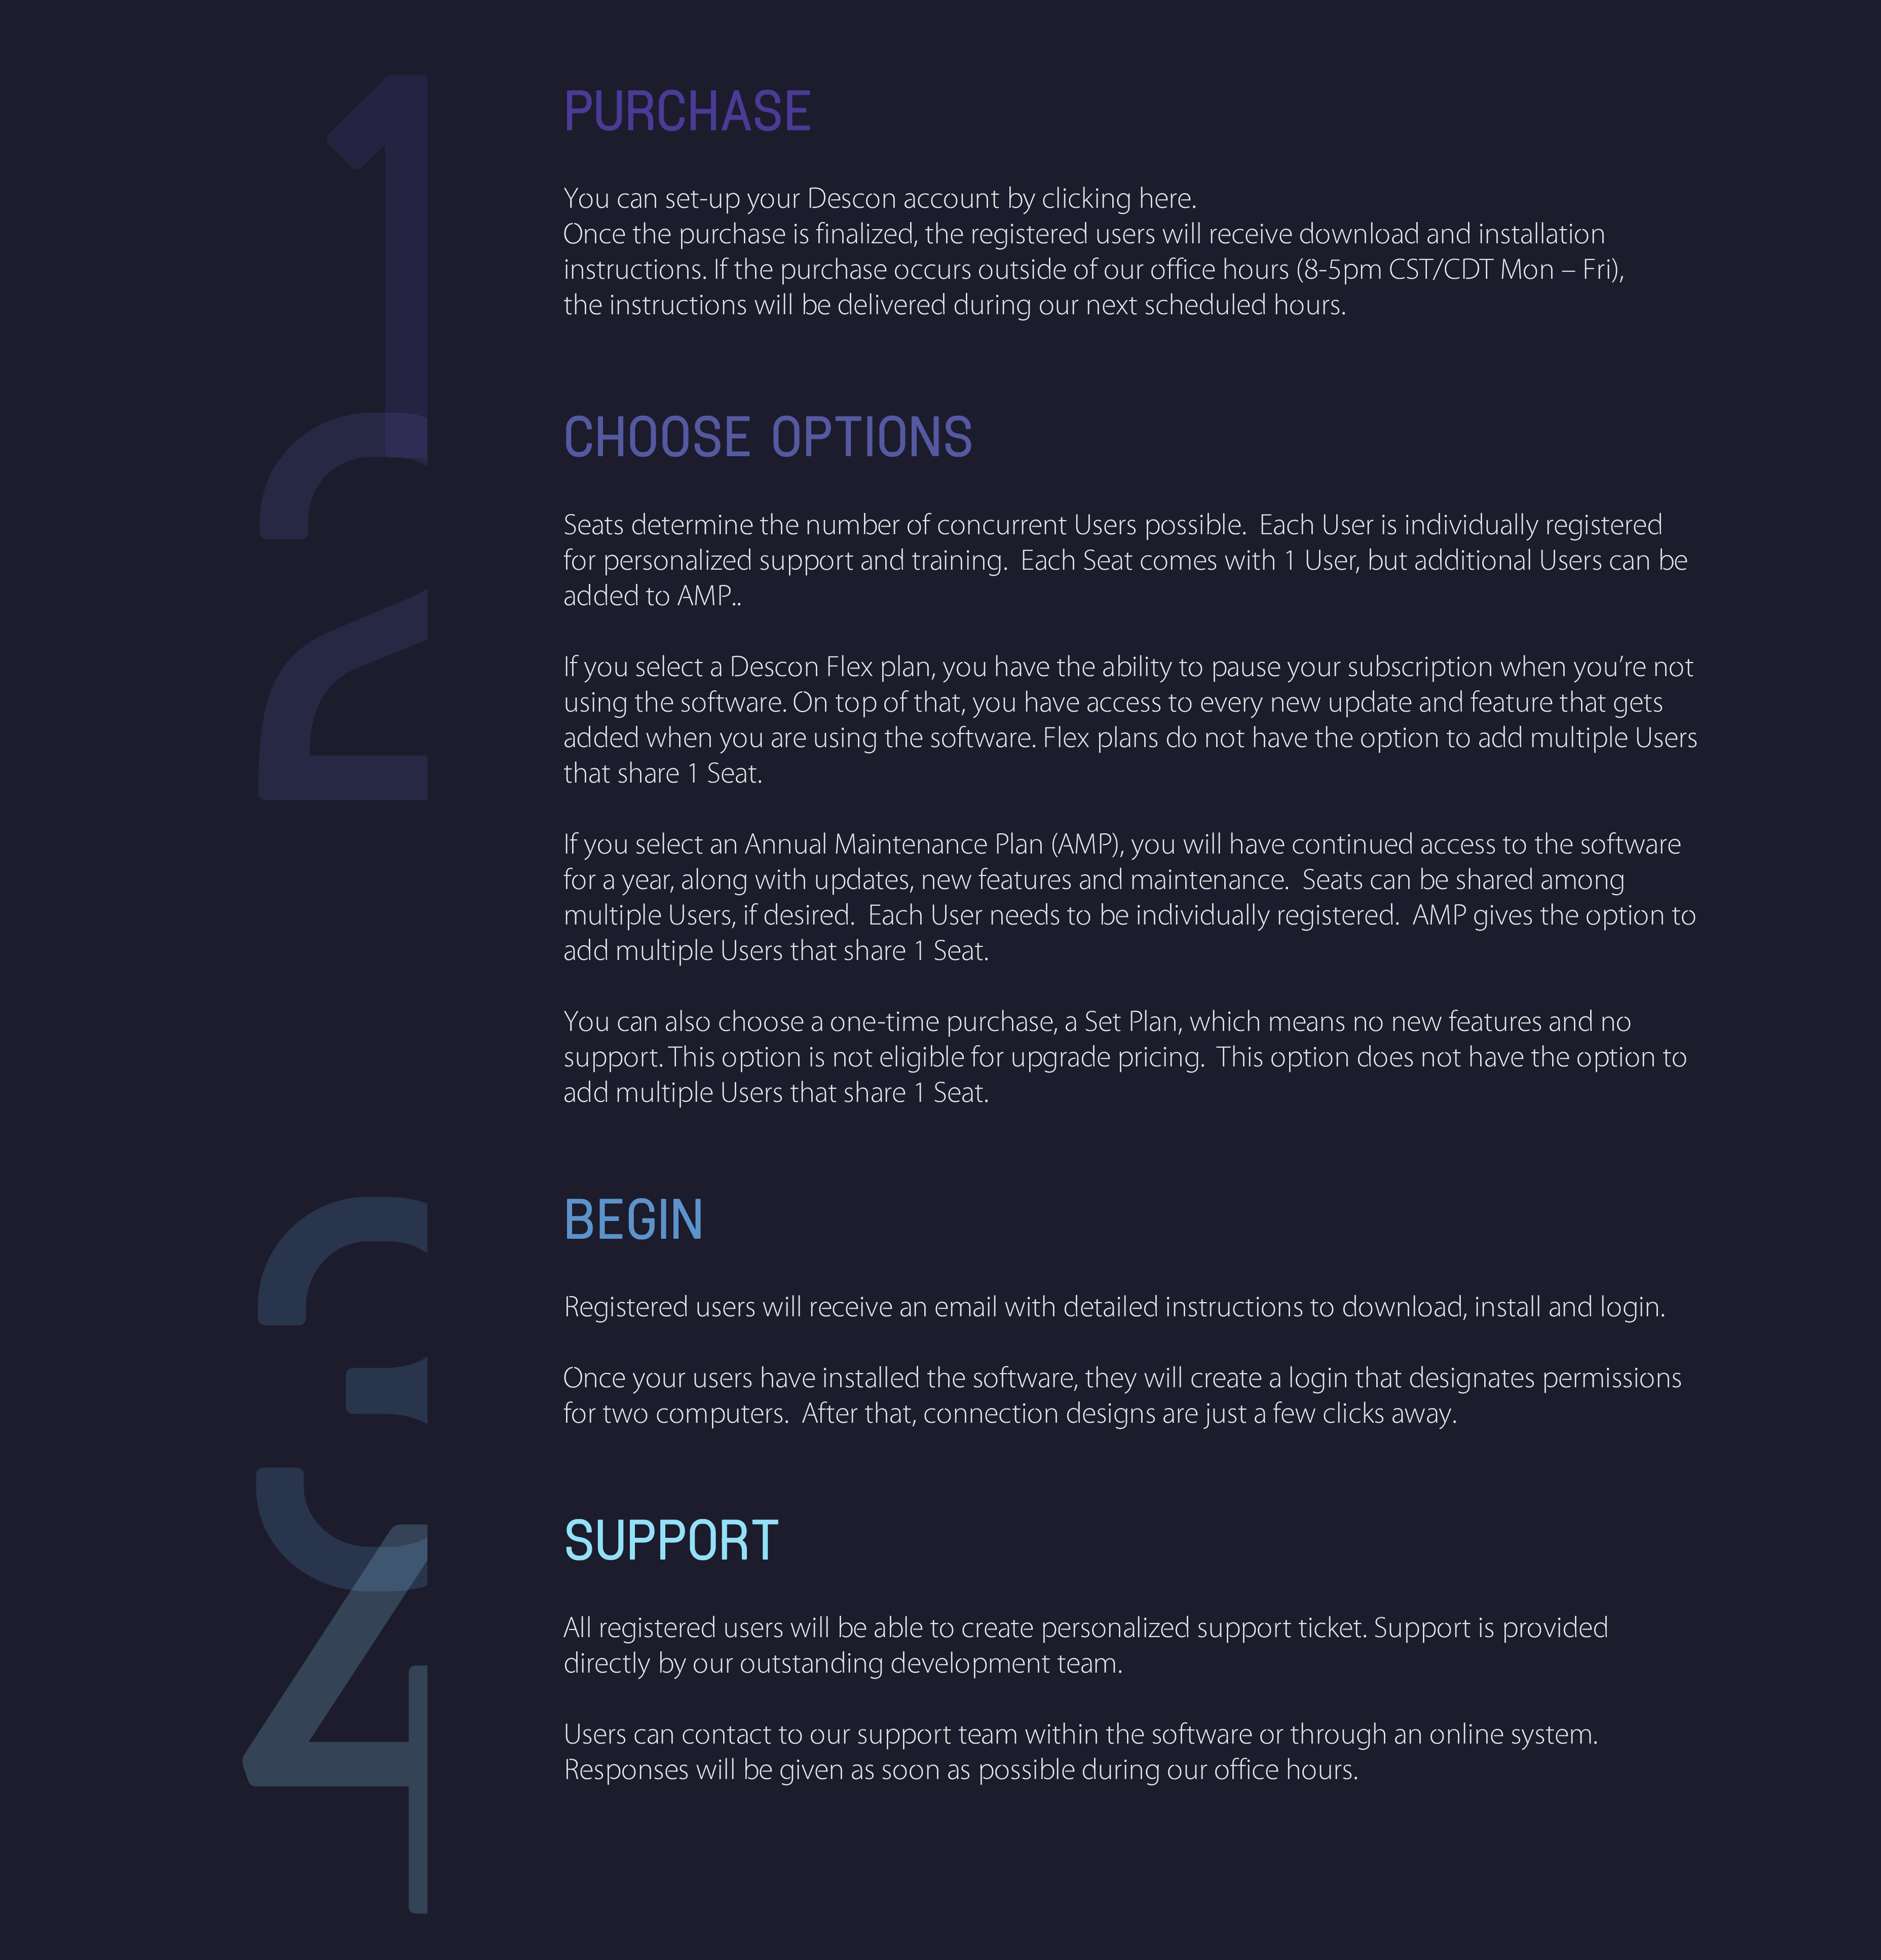 1
PURCHASE
You can set-up your Descon account by clicking here.
Once the purchase is finalized, the registered users will receive download and installation
instructions. If the purchase occurs outside of our office hours (8-5pm CST/CDT Mon – Fri),
the instructions will be delivered during our next scheduled hours.
2
CHOOSE OPTIONS
Seats determine the number of concurrent Users possible.  Each User is individually registered
for personalized support and training.  Each Seat comes with 1 User, but additional Users can be
added to AMP..
If you select a Descon Flex plan, you have the ability to pause your subscription when you’re not
using the software. On top of that, you have access to every new update and feature that gets
added when you are using the software. Flex plans do not have the option to add multiple Users
that share 1 Seat.
If you select an Annual Maintenance Plan (AMP), you will have continued access to the software
for a year, along with updates, new features and maintenance.  Seats can be shared among
multiple Users, if desired.  Each User needs to be individually registered.  AMP gives the option to
add multiple Users that share 1 Seat.
You can also choose a one-time purchase, a Set Plan, which means no new features and no
support. This option is not eligible for upgrade pricing.  This option does not have the option to
add multiple Users that share 1 Seat.
3
BEGIN
Registered users will receive an email with detailed instructions to download, install and login.
Once your users have installed the software, they will create a login that designates permissions
for two computers.  After that, connection designs are just a few clicks away.
4
SUPPORT
All registered users will be able to create personalized support ticket. Support is provided
directly by our outstanding development team.
Users can contact to our support team within the software or through an online system.
Responses will be given as soon as possible during our office hours.